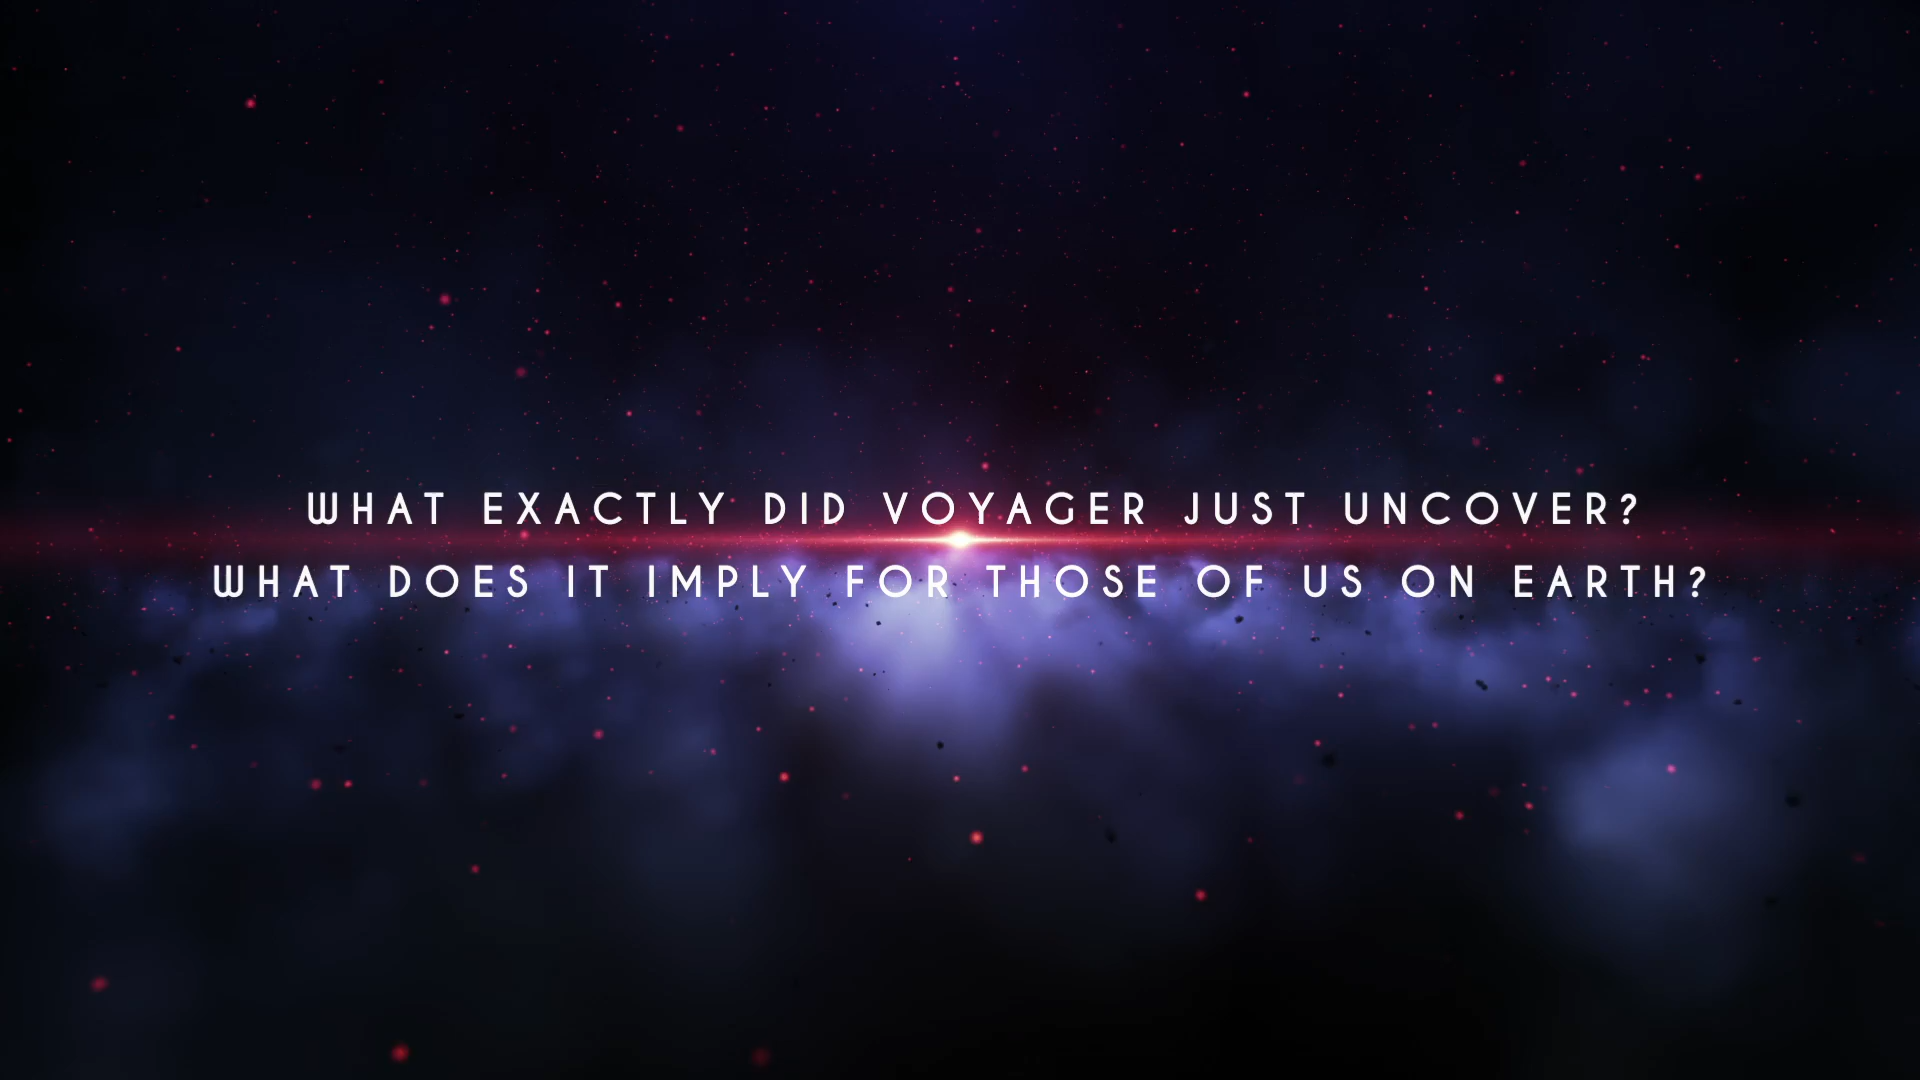 WHAT EXACTLY DID VOYAGER JUST UNCOVER?
WHAT DOES IT IMPLY FOR THOSE OF US ON EARTH?